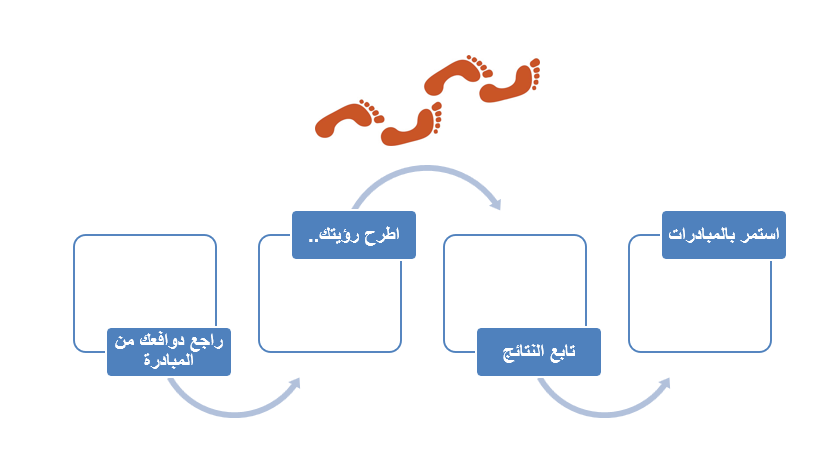 راجع دوافعك من
المبادرة
اطرح رؤيتك..
تابع النتائج
استمر بالمبادرات